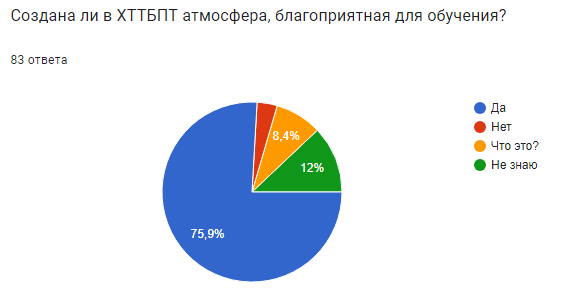 Создана ли в ХТТБПТ атмосфера, благоприятная для обучения?
83 ответа
Да
Нет
Что это?
Не знаю
8,4%
12%
75,9%